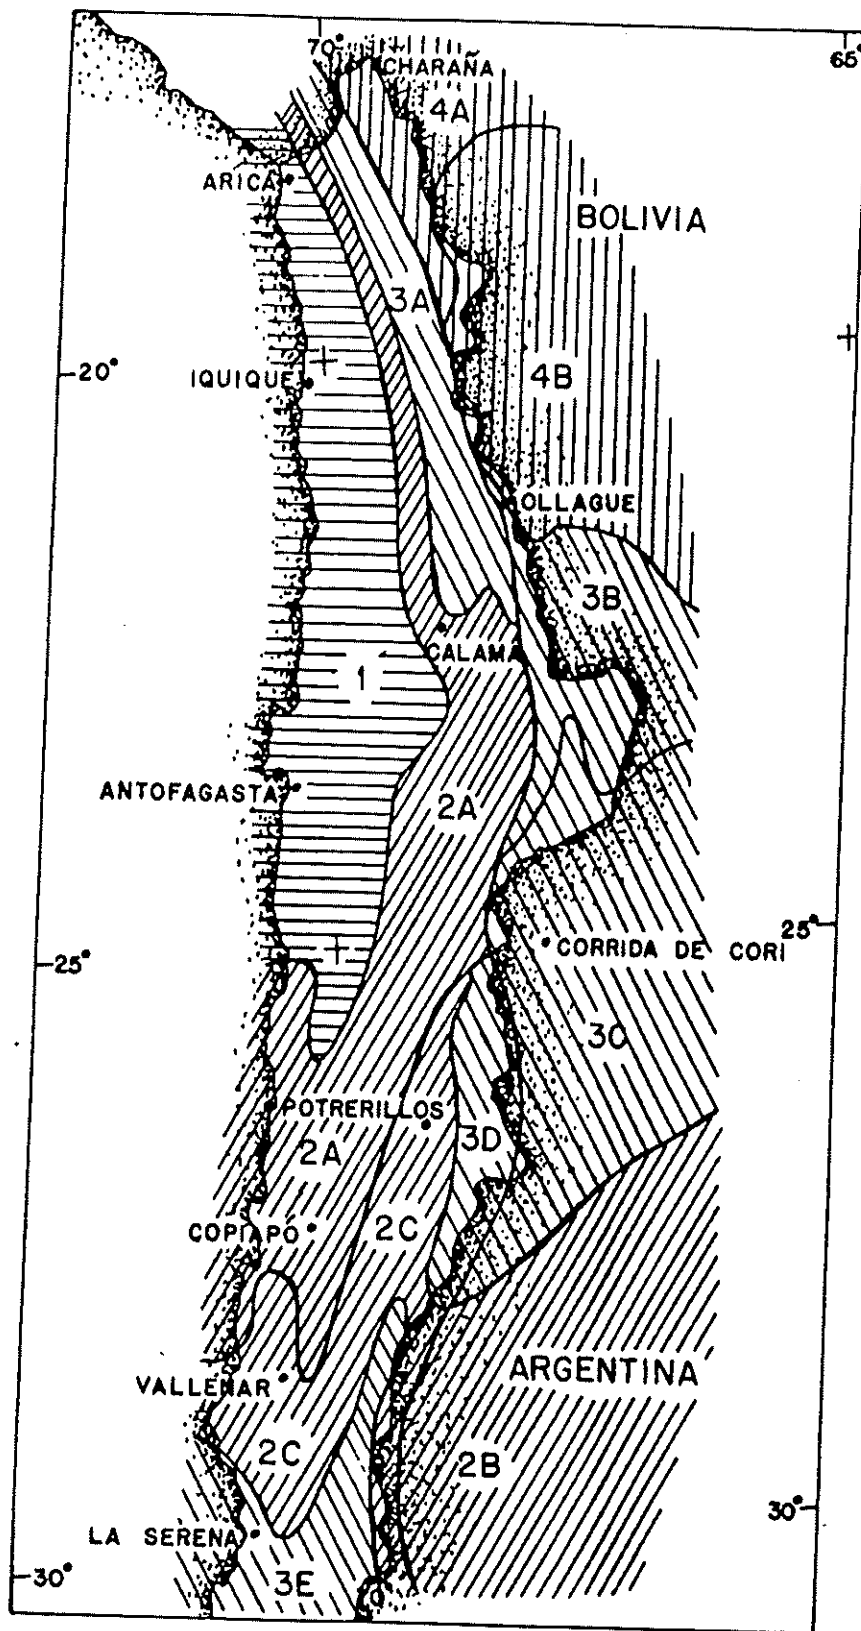 70°
65°
CHARAÑA
4A
ARICA
BOLIVIA
3A
20°
IQUIQUE
4B
OLLAGUE
3B
CALAMA
1
ANTOFAGASTA
2A
25°
CORRIDA DE CORI
25°
3C
POTRERILLOS
2A
3D
COPIAPÓ
2C
VALLENAR
ARGENTINA
2C
2B
30°
LA SERENA
30°
3E